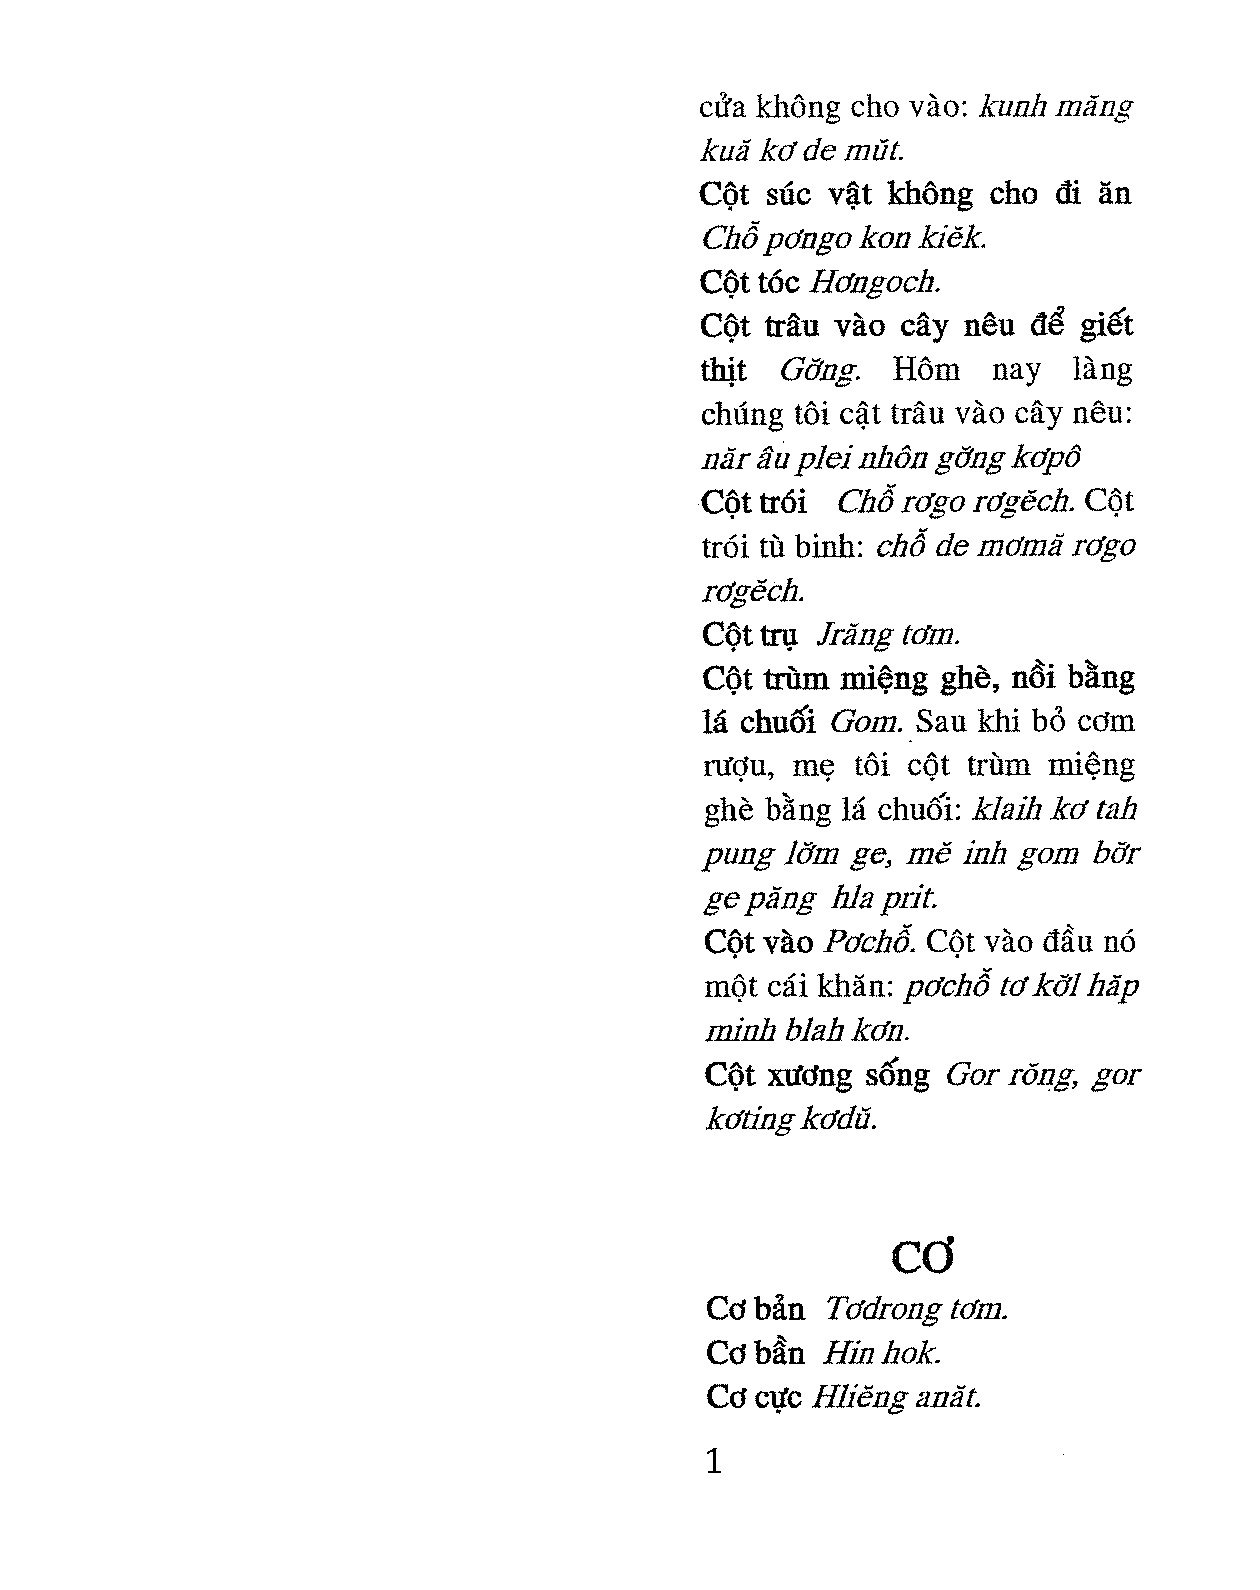 cửa không cho vào: kunh măng
kuă kơ de mŭt.
Cột súc vật không cho đi ăn
Chỗ pơngo kon kiĕk.
Cột tóc Hơngoch.
Cột trâu vào cây nêu để giết
thịt Gơ̆ng. Hôm nay làng
chúng tôi cật trâu vào cây nêu:
năr âu plei nhôn gơ̆ng kơpô
Cột trói Chỗ rơgo rơgĕch. Cột
trói tù binh: chỗ de mơmă rơgo
rơgĕch.
Cột trụ Jrăng tơm.
Cột trùm miệng ghè, nồi bằng
lá chuối Gom. Sau khi bỏ cơm
rượu, mẹ tôi cột trùm miệng
ghè bằng lá chuối: klaih kơ tah
pung lơ̆m ge, mĕ inh gom bơ̆r
ge păng hla prit.
Cột vào Pơchỗ. Cột vào đầu nó
một cái khăn: pơchỗ tơ kơ̆l hăp
minh blah kơn.
Cột xương sống Gor rŏng, gor
kơting kơdŭ.
CƠ
Cơ bản Tơdrong tơm.
Cơ bần Hin hok.
Cơ cực Hliĕng anăt.
1